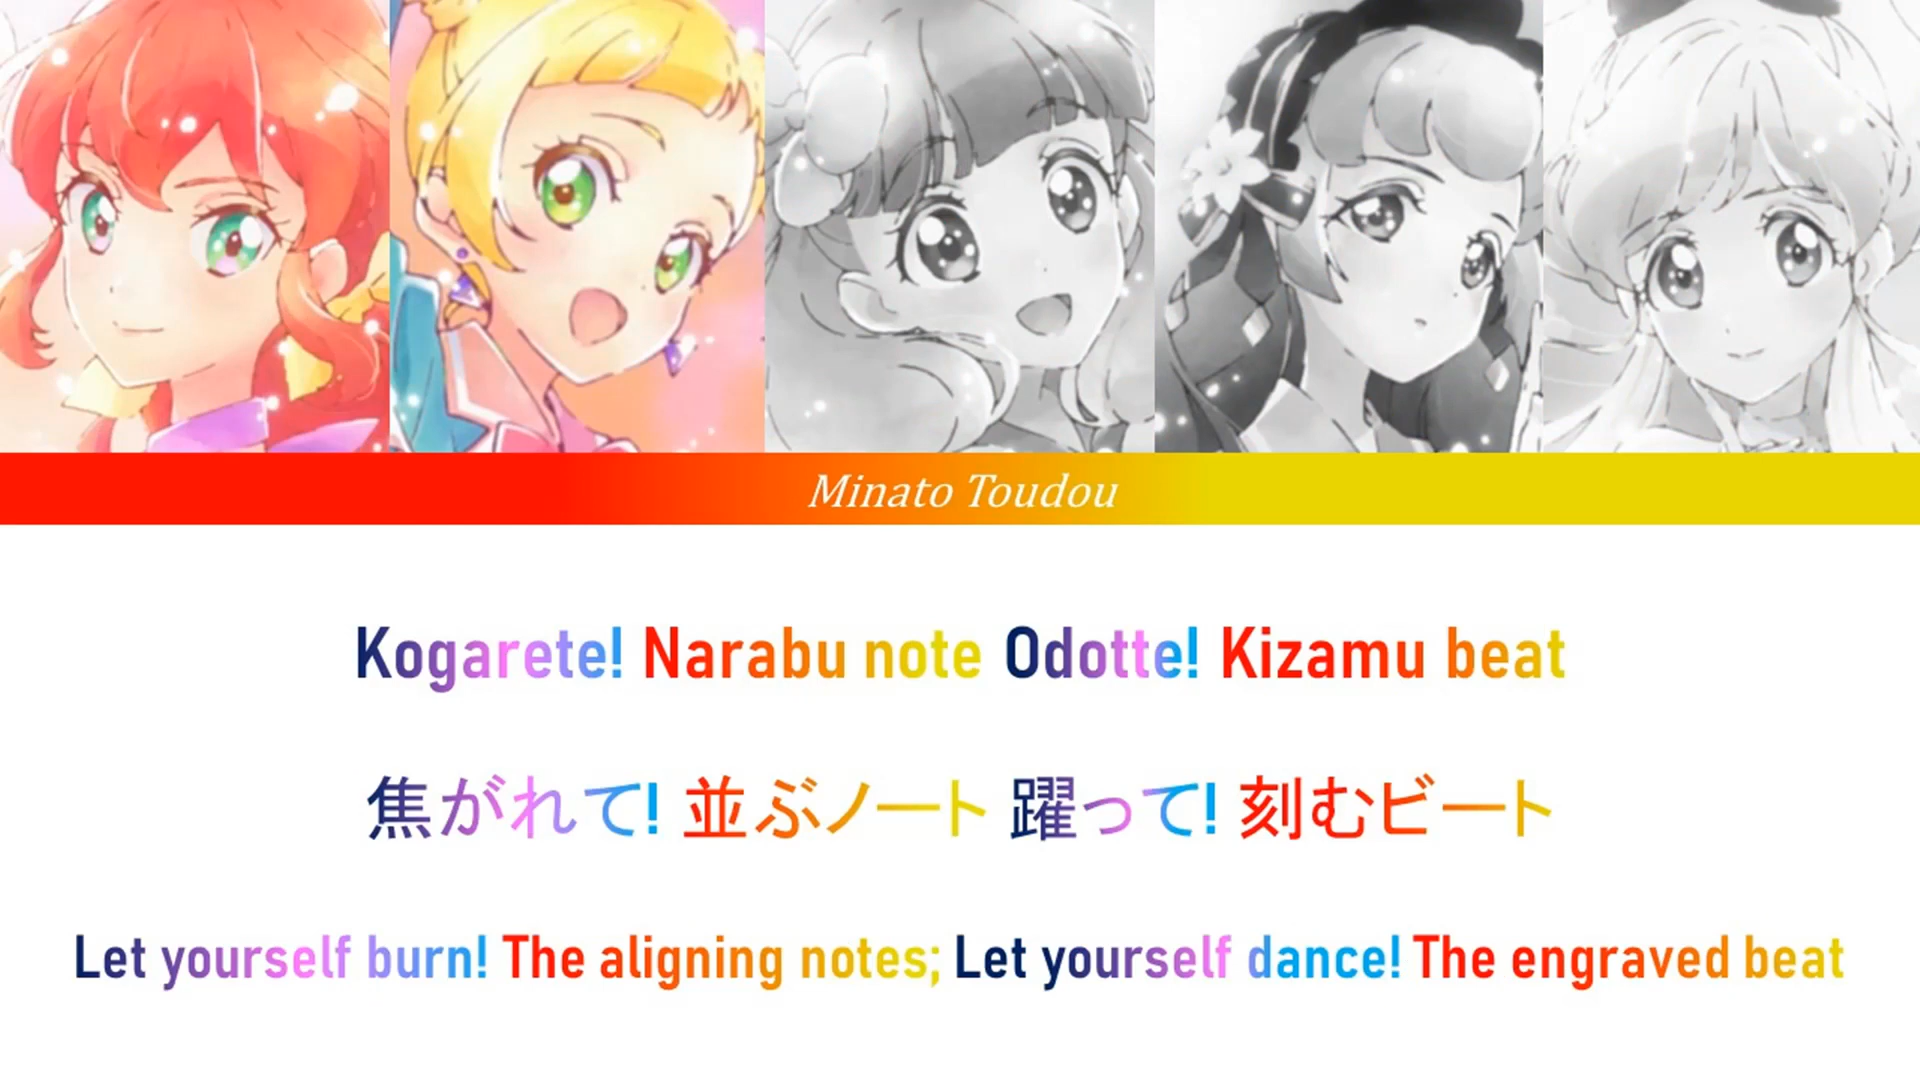 Minato Toudou
Kogarete! Narabu note Odotte! Kizamu beat
焦がれて! 並ぶノート 躍って! 刻むビート
Let yourself burn! The aligning notes; Let yourself dance! The engraved beat